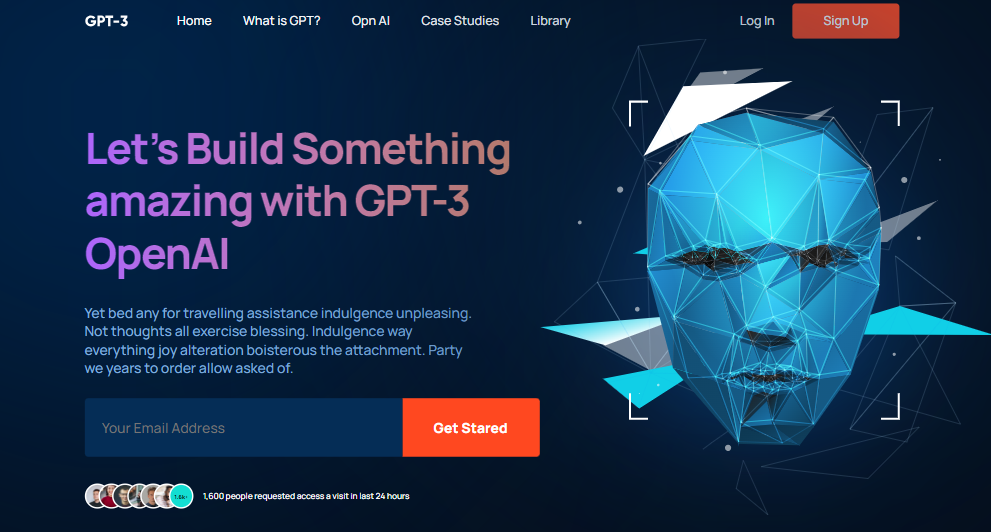 GPT-3
Home
What is GPT?
Opn AI
Case Studies
Library
Log In
Sign Up
Let's Build Something
amazing with GPT-3
OpenAI
Yet bed any for travelling assistance indulgence unpleasing.
Not thoughts all exercise blessing. Indulgence way
everything joy alteration boisterous the attachment. Party
we years to order allow asked of.
Your Email Address
Get Stared
1,600 people requested access a visit in last 24 hours